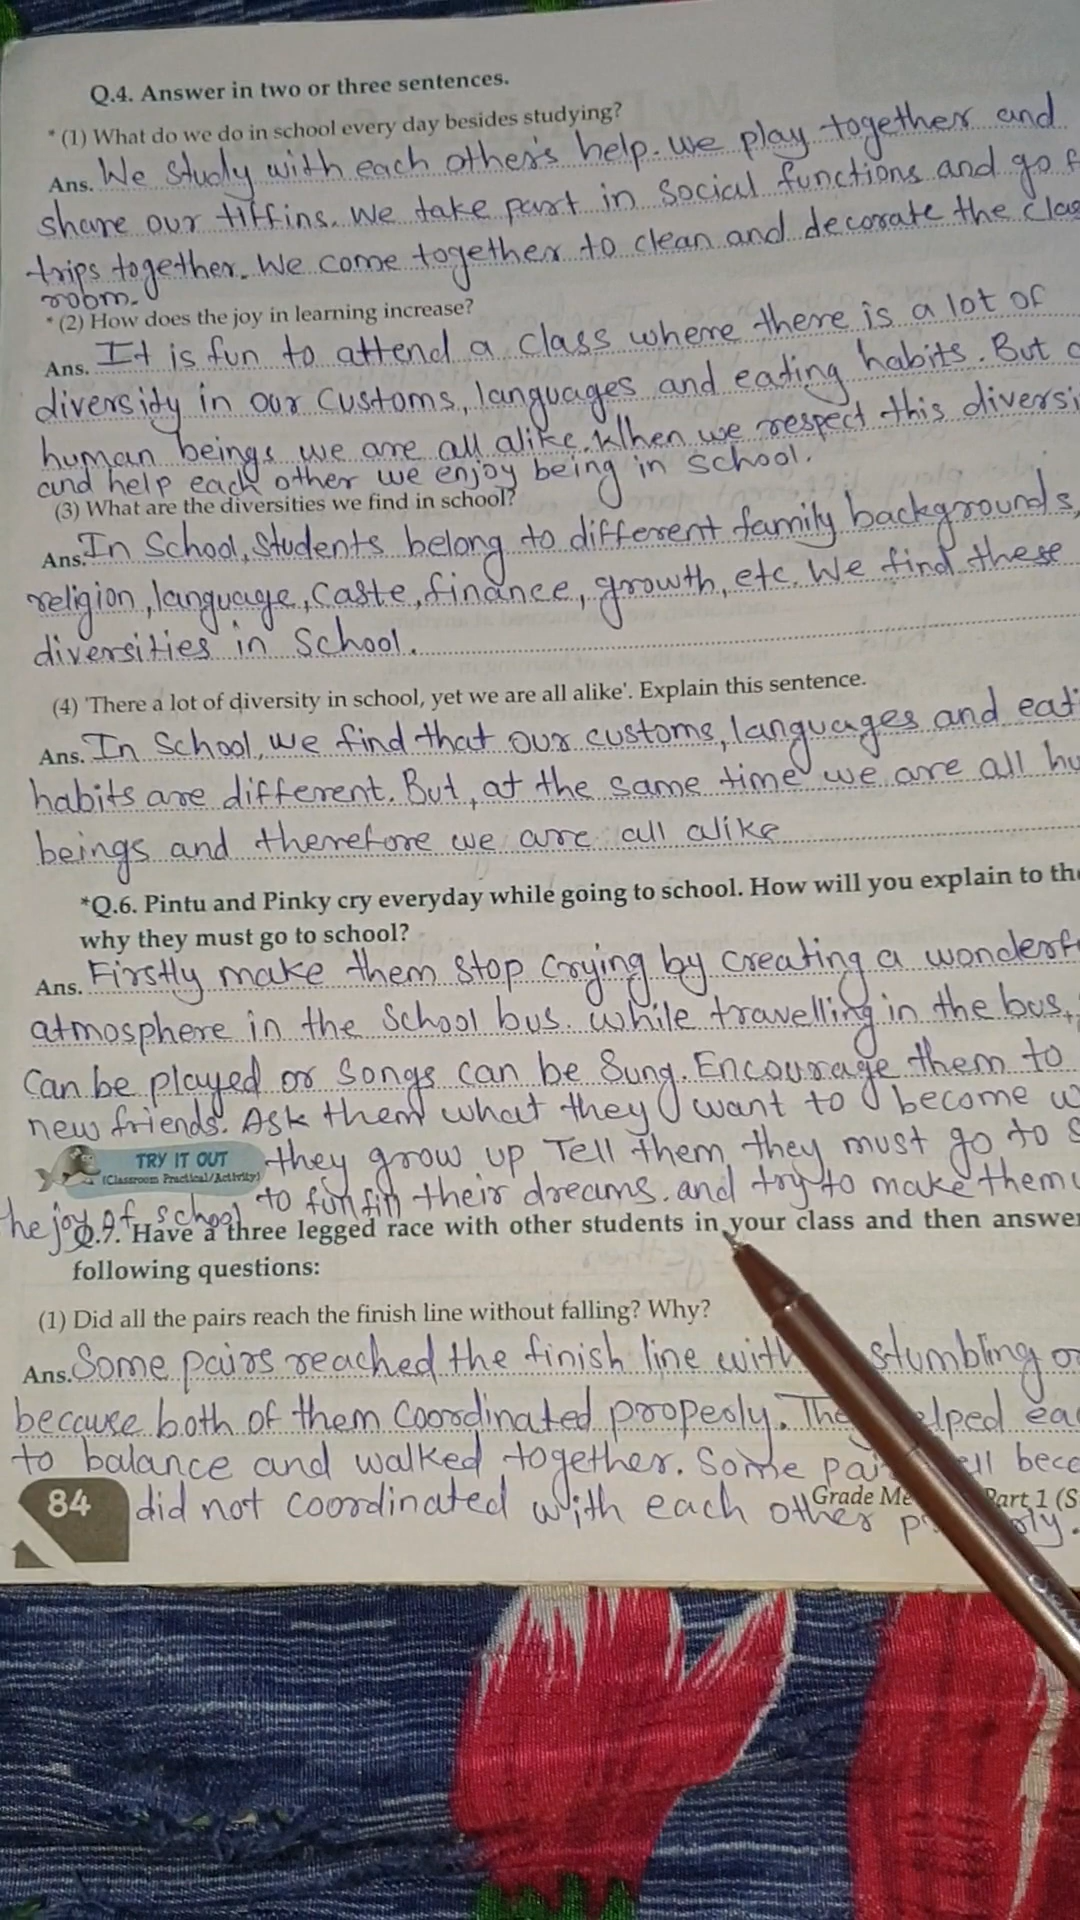 Q.4. Answer in two or three sentences.
* (1) What do we do in school every day besides studying?
Ans. We study with each other's help. we play together and
share our tiffins. We take part in social functions and go f
trips together. We come together to clean and decorate the clas
room.
* (2) How does the joy in learning increase?
Ans. It is fun to attend a class where there is a lot of
diversity in our customs, languages and eating habits. But a
human beings we are all alike. When we respect this diversi
and help each other we enjoy being in school.
(3) What are the diversities we find in school?
Ans. In School, Students belong to different family backgrounds,
religion, language, Caste, finance, growth, etc. We find these
diversities in School.
(4) 'There a lot of diversity in school, yet we are all alike'. Explain this sentence.
Ans. In School, we find that our customs, languages and eati
habits are different. But, at the same time we are all hu
beings and therefore we are all alike
*Q.6. Pintu and Pinky cry everyday while going to school. How will you explain to the
why they must go to school?
Ans. Firstly make them stop crying by creating a wonderf
atmosphere in the School bus. while travelling in the bus,
Can be played or Songs can be Sung. Encourage them to
new friends. Ask them what they want to become w
TRY IT OUT
(Classroom Practical/Activity)
they grow up Tell them they must go to S
to their dreams. and try to make them
he joy of school
Q.7. Have a three legged race with other students in your class and then answer
following questions:
(1) Did all the pairs reach the finish line without falling? Why?
Ans. Some pairs reached the finish line with stumbling or
because both of them Coordinated properly. The elped ea
to balance and walked together. Some pai ell beca
84
did not coordinated with each other p rly.
Grade Me Part 1 (S